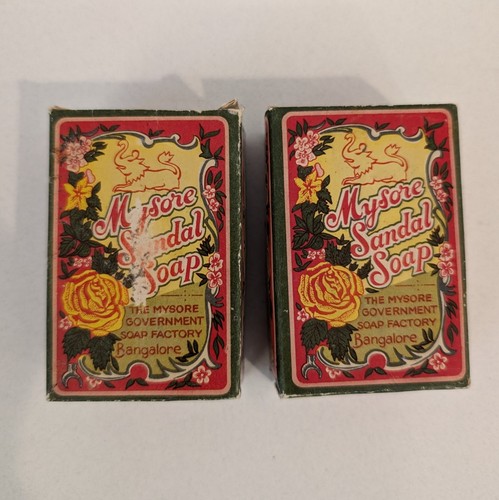 Mysore
Sandal
Soap
THE MYSORE
GOVERNMENT
SOAP FACTORY
Bangalore
Mysore
Sandal
Soap
THE MYSORE
GOVERNMENT
SOAP FACTORY
Bangalore